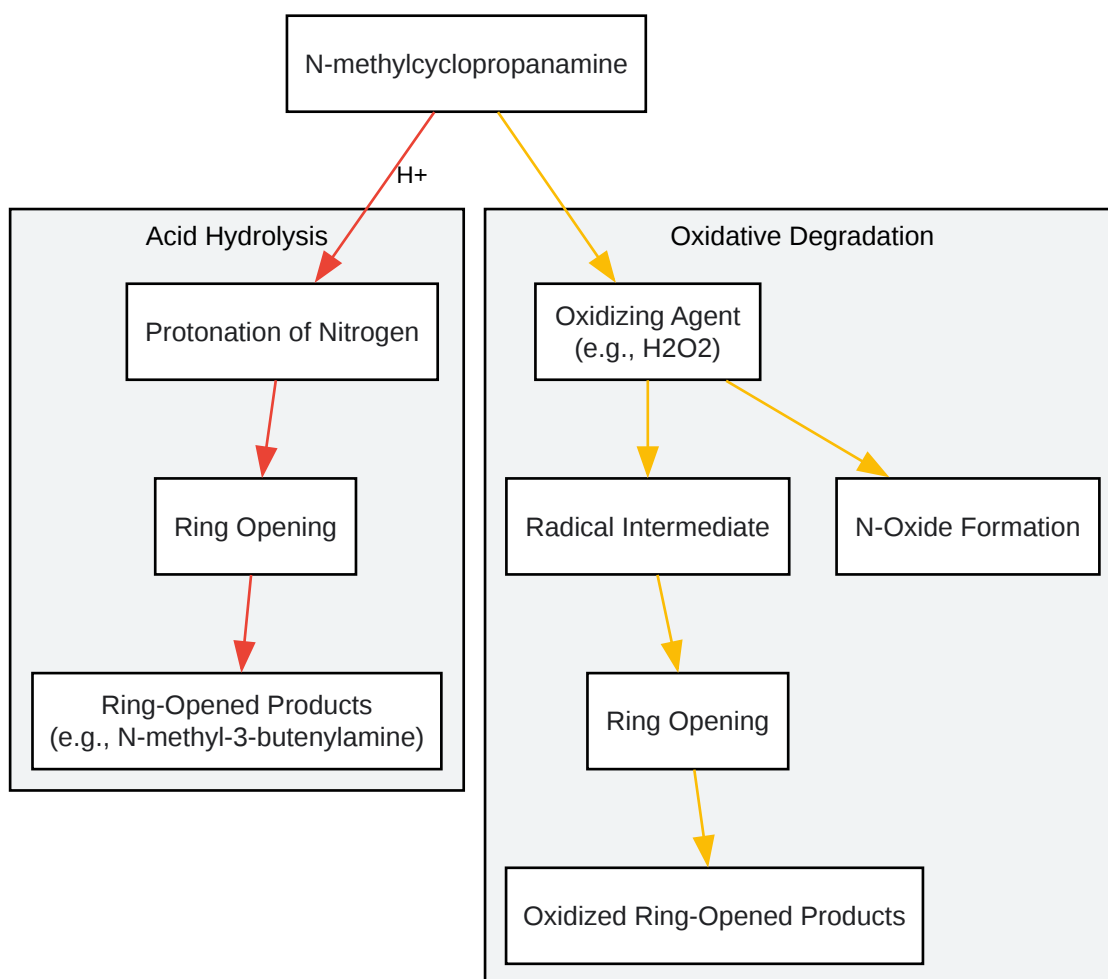 N-methylcyclopropanamine
H+
Acid Hydrolysis
Protonation of Nitrogen
Ring Opening
Ring-Opened Products
(e.g., N-methyl-3-butenylamine)
Oxidative Degradation
Oxidizing Agent
(e.g., H2O2)
Radical Intermediate
N-Oxide Formation
Ring Opening
Oxidized Ring-Opened Products